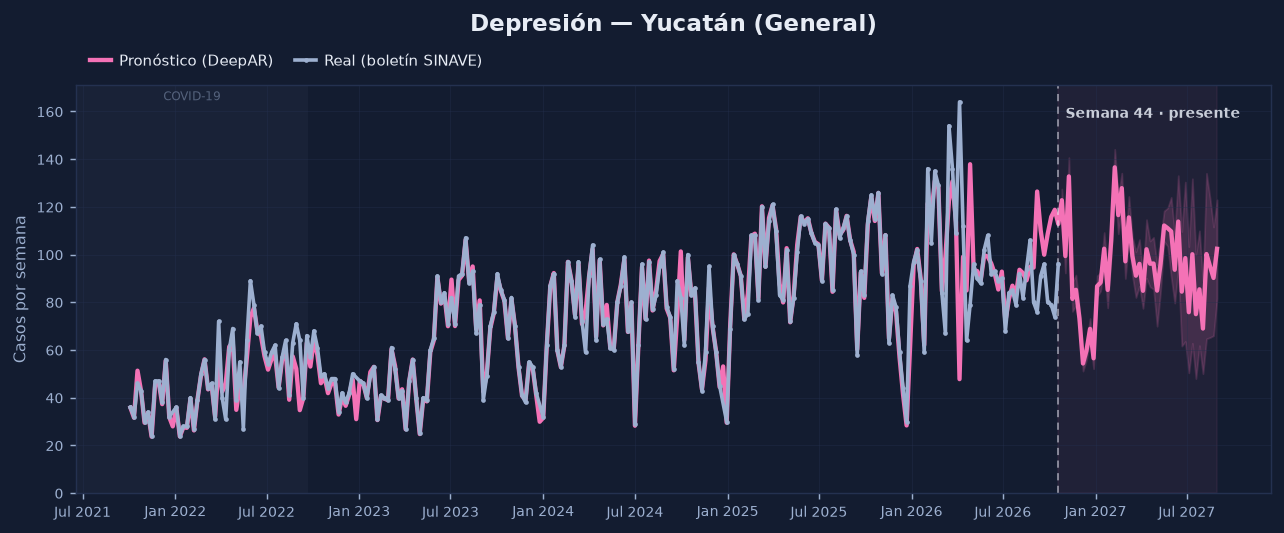 Depresión — Yucatán (General)
Pronóstico (DeepAR)
Real (boletín SINAVE)
COVID-19
Semana 44 · presente
Casos por semana
160
140
120
100
80
60
40
20
0
Jul 2021
Jan 2022
Jul 2022
Jan 2023
Jul 2023
Jan 2024
Jul 2024
Jan 2025
Jul 2025
Jan 2026
Jul 2026
Jan 2027
Jul 2027